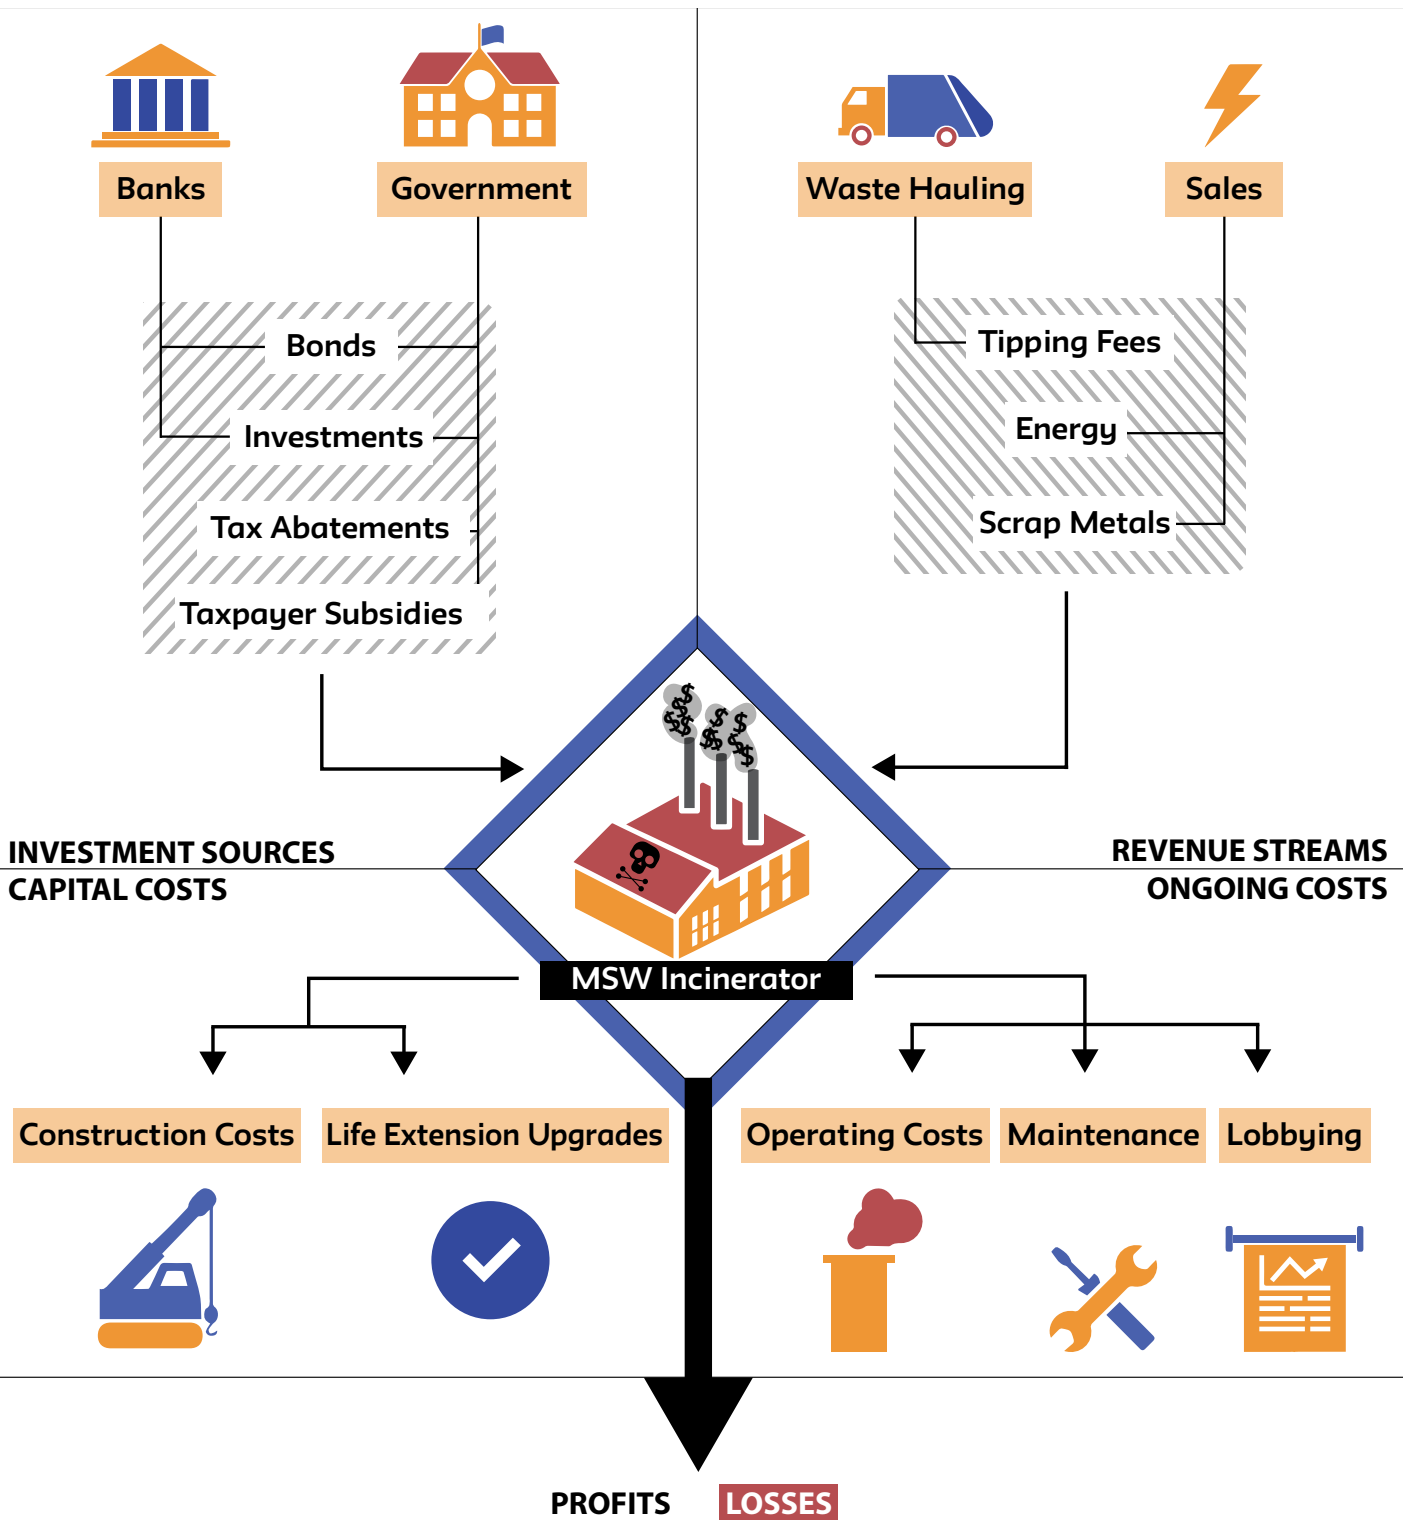 Banks
Government
Waste Hauling
Sales
Bonds
Investments
Tax Abatements
Taxpayer Subsidies
Tipping Fees
Energy
Scrap Metals
$ $ $ $
$ $ $ $ $ $
INVESTMENT SOURCES
CAPITAL COSTS
REVENUE STREAMS
ONGOING COSTS
MSW Incinerator
Construction Costs
Life Extension Upgrades
Operating Costs
Maintenance
Lobbying
PROFITS
LOSSES